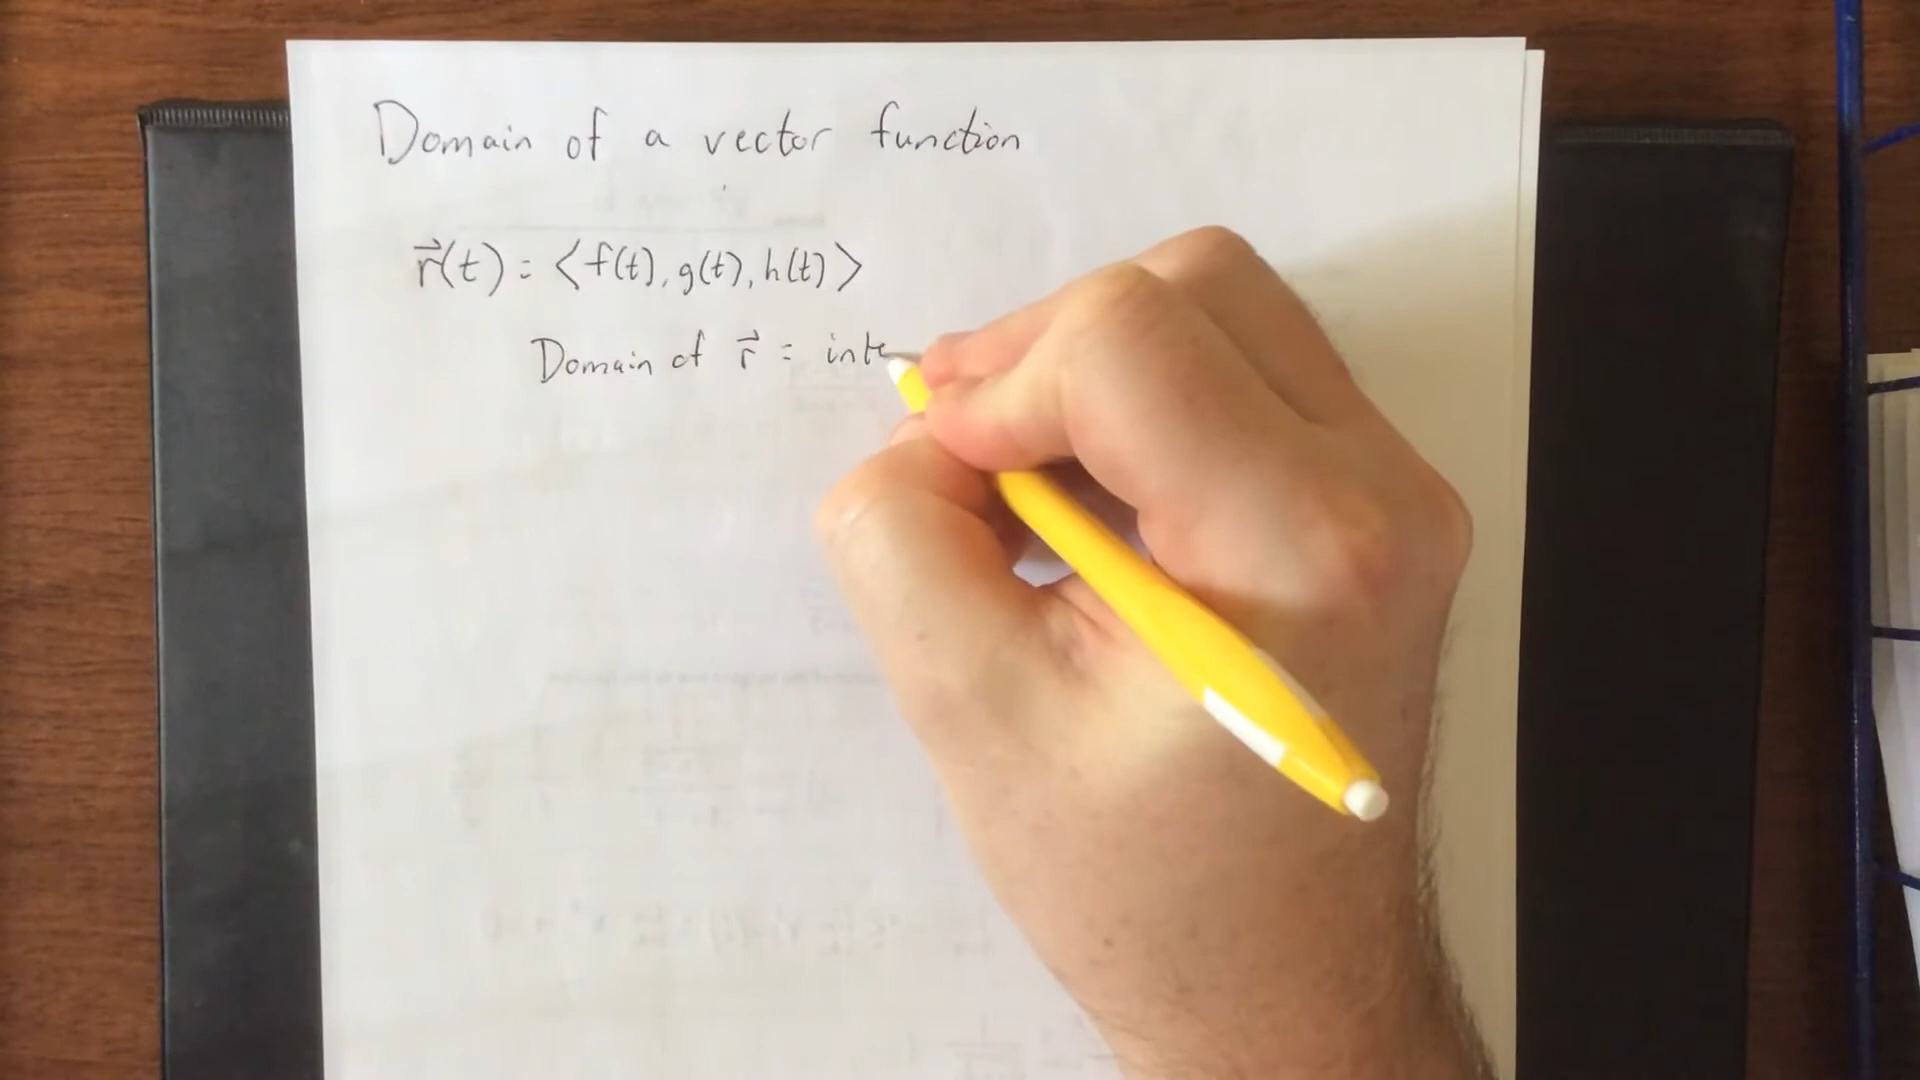 Domain of a vector function
r⃗(t) = ⟨f(t), g(t), h(t)⟩
Domain of r⃗ = inte